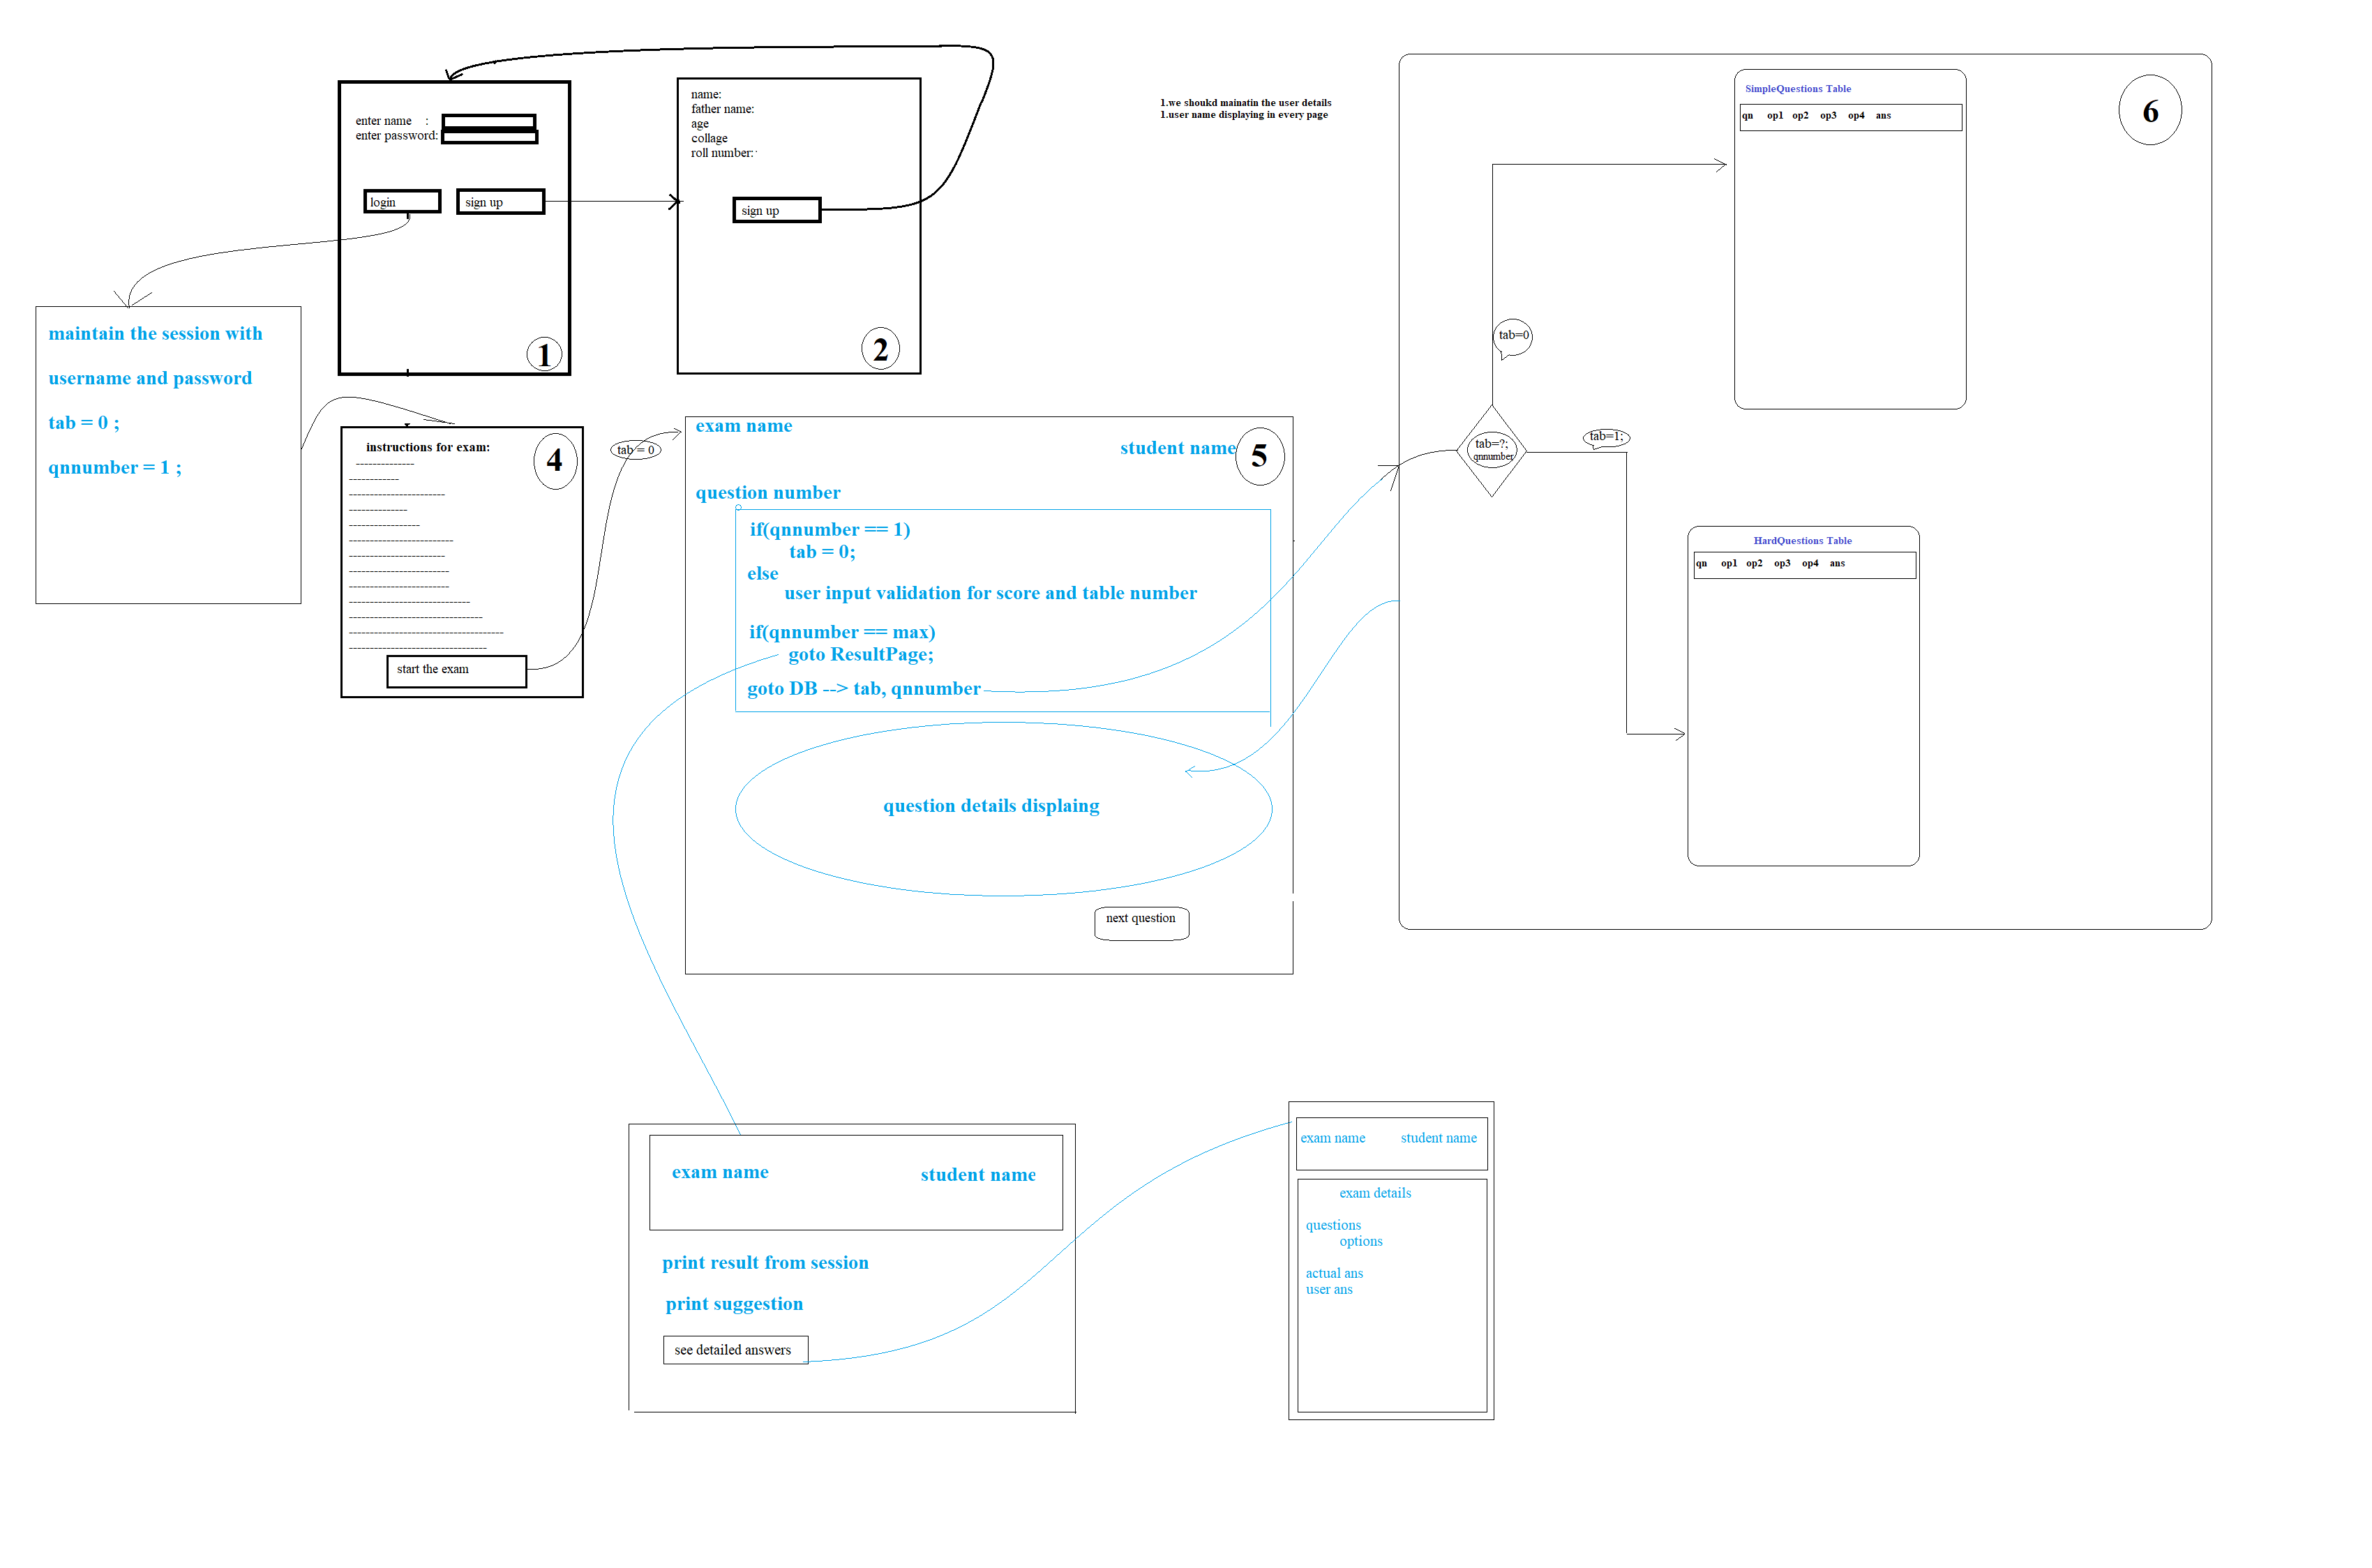 enter name    :
enter password:
login
sign up
1
name:
father name:
age
collage
roll number:
sign up
2
1.we shoukd mainatin the user details
1.user name displaying in every page
maintain the session with
username and password
tab = 0 ;
qnnumber = 1 ;
instructions for exam:
4
--------------
------------
-----------------------
--------------
-----------------
-------------------------
-----------------------
------------------------
------------------------
-----------------------------
--------------------------------
-------------------------------------
---------------------------------
start the exam
tab = 0
exam name
student name
5
question number
if(qnnumber == 1)
tab = 0;
else
user input validation for score and table number
if(qnnumber == max)
goto ResultPage;
goto DB --> tab, qnnumber
question details displaing
next question
6
SimpleQuestions Table
qn op1 op2 op3 op4 ans
tab=0
tab=?;
qnnumber
tab=1;
HardQuestions Table
qn op1 op2 op3 op4 ans
exam name
student name
print result from session
print suggestion
see detailed answers
exam name student name
exam details
questions
options
actual ans
user ans